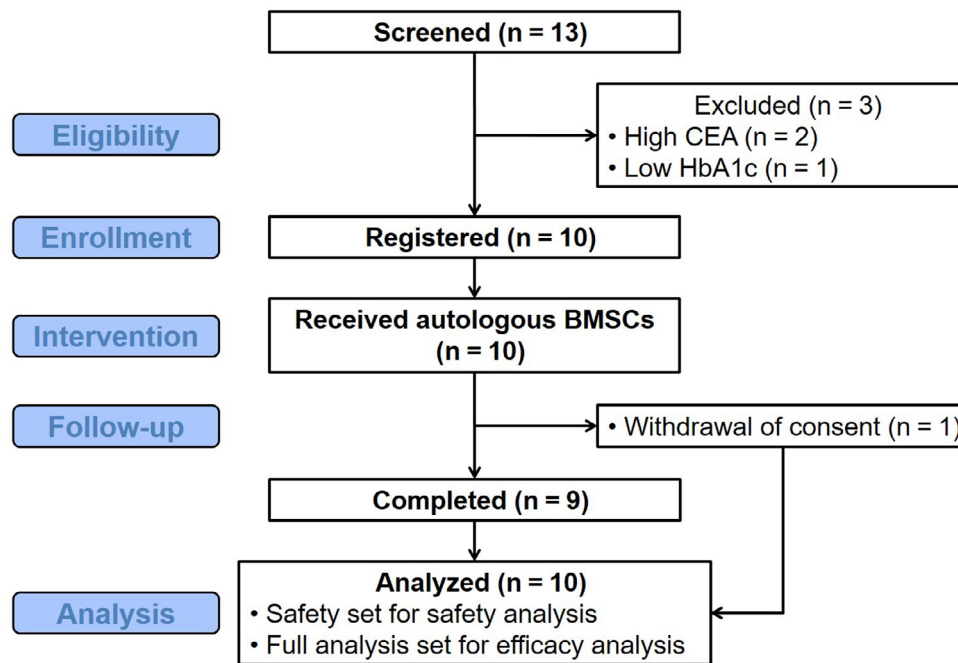 Screened (n = 13)
Eligibility
Excluded (n = 3)
• High CEA (n = 2)
• Low HbA1c (n = 1)
Enrollment
Registered (n = 10)
Intervention
Received autologous BMSCs
(n = 10)
Follow-up
• Withdrawal of consent (n = 1)
Completed (n = 9)
Analysis
Analyzed (n = 10)
• Safety set for safety analysis
• Full analysis set for efficacy analysis